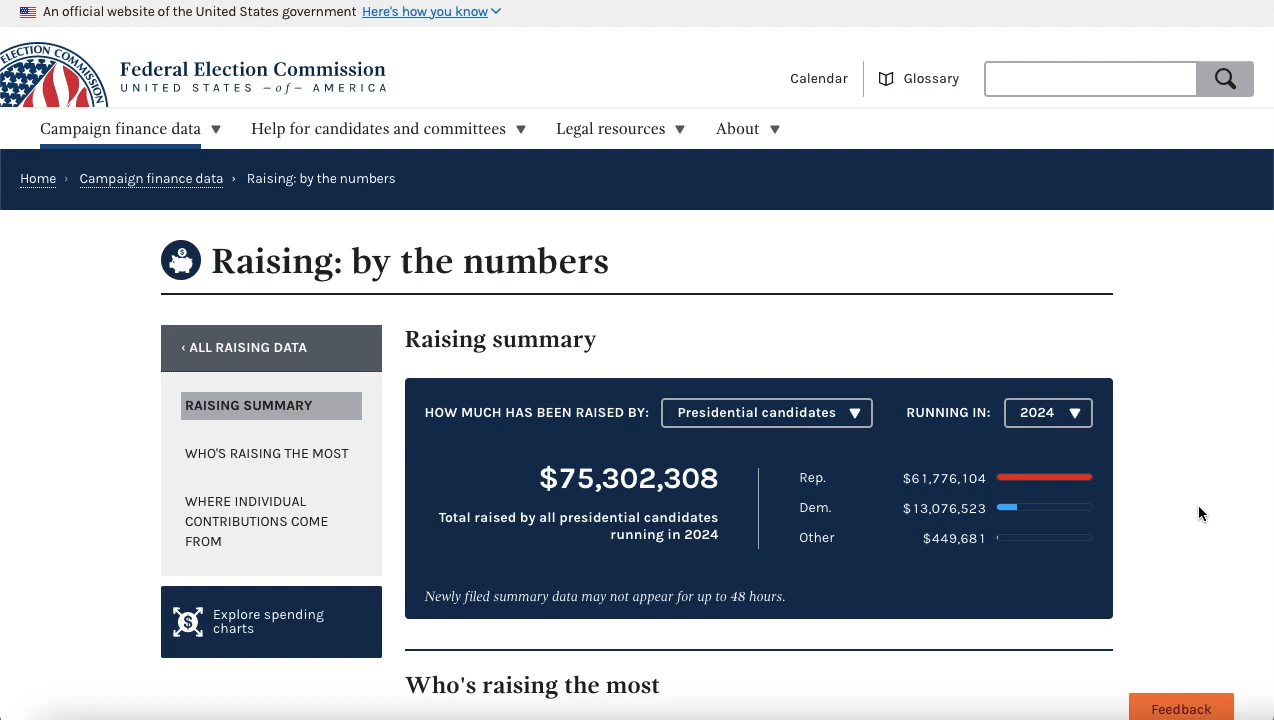 An official website of the United States government Here's how you know
ELECTION COMMISS
Federal Election Commission
UNITED STATES —of— AMERICA
Calendar
Glossary
Campaign finance data
Help for candidates and committees
Legal resources
About
Home › Campaign finance data › Raising: by the numbers
Raising: by the numbers
‹ ALL RAISING DATA
RAISING SUMMARY
WHO'S RAISING THE MOST
WHERE INDIVIDUAL
CONTRIBUTIONS COME
FROM
Explore spending
charts
Raising summary
HOW MUCH HAS BEEN RAISED BY: Presidential candidates
RUNNING IN: 2024
$75,302,308
Total raised by all presidential candidates
running in 2024
Rep. $61,776,104
Dem. $13,076,523
Other $449,681
Newly filed summary data may not appear for up to 48 hours.
Who's raising the most
Feedback